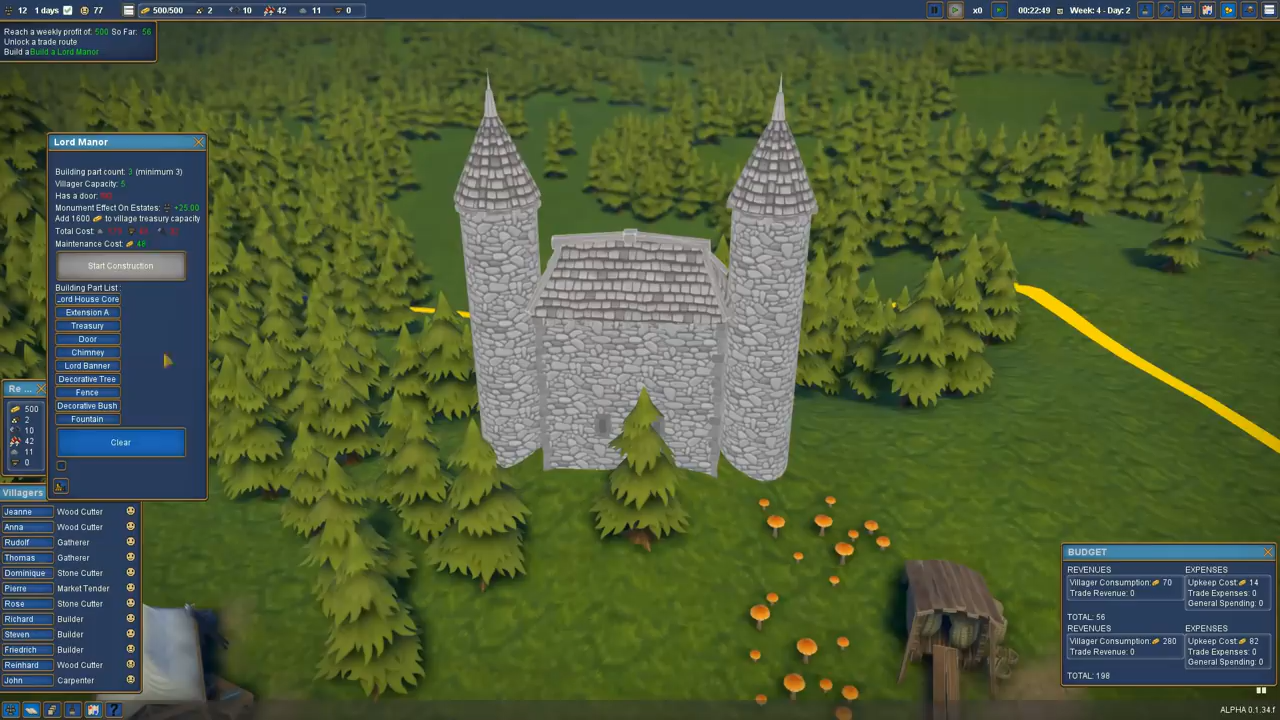 12 1 days 77 500/500 2 10 42 11 0 x0 00:22:49 Week: 4 - Day: 2
Reach a weekly profit of: 500 So Far: 56
Unlock a trade route
Build a Build a Lord Manor
Lord Manor
Building part count: 3 (minimum 3)
Villager Capacity: 5
Has a door:
Monument Effect On Estates: +25.00
Add 1600 to village treasury capacity
Total Cost:
Maintenance Cost: 48
Start Construction
Building Part List :
Lord House Core
Extension A
Treasury
Door
Chimney
Lord Banner
Decorative Tree
Fence
Decorative Bush
Fountain
Clear
Re ...
500
2
10
42
11
0
Villagers
Jeanne Wood Cutter
Anna Wood Cutter
Rudolf Gatherer
Thomas Gatherer
Dominique Stone Cutter
Pierre Market Tender
Rose Stone Cutter
Richard Builder
Steven Builder
Friedrich Builder
Reinhard Wood Cutter
John Carpenter
BUDGET
REVENUES EXPENSES
Villager Consumption: 70 Upkeep Cost: 14
Trade Revenue: 0 Trade Expenses: 0
General Spending: 0
TOTAL: 56
REVENUES EXPENSES
Villager Consumption: 280 Upkeep Cost: 82
Trade Revenue: 0 Trade Expenses: 0
General Spending: 0
TOTAL: 198
?
ALPHA 0.1.34.f